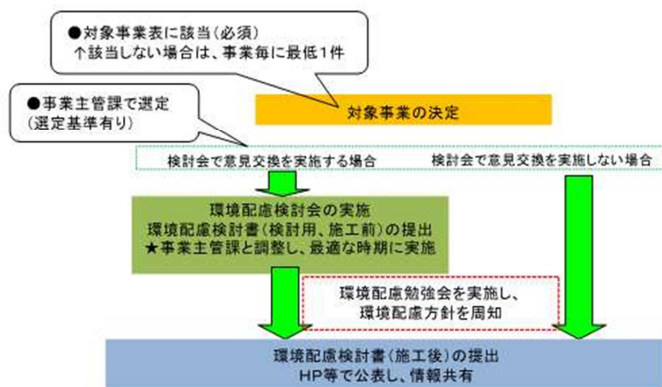 ●対象事業表に該当(必須)
↑該当しない場合は、事業毎に最低1件
●事業主管課で選定
(選定基準有り)
対象事業の決定
検討会で意見交換を実施する場合
検討会で意見交換を実施しない場合
環境配慮検討会の実施
環境配慮検討書(検討用、施工前)の提出
★事業主管課と調整し、最適な時期に実施
環境配慮勉強会を実施し、
環境配慮方針を周知
環境配慮検討書(施工後)の提出
HP等で公表し、情報共有